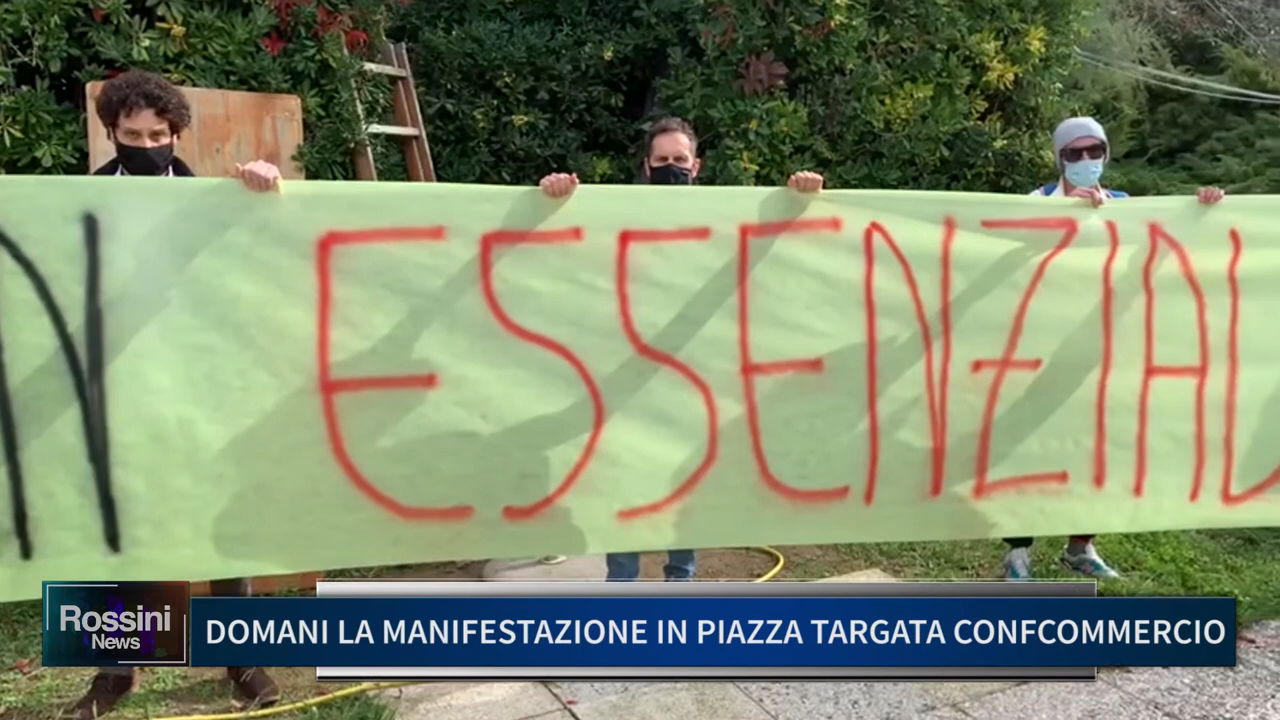 N ESSENZIAL
Rossini
News
DOMANI LA MANIFESTAZIONE IN PIAZZA TARGATA CONFCOMMERCIO